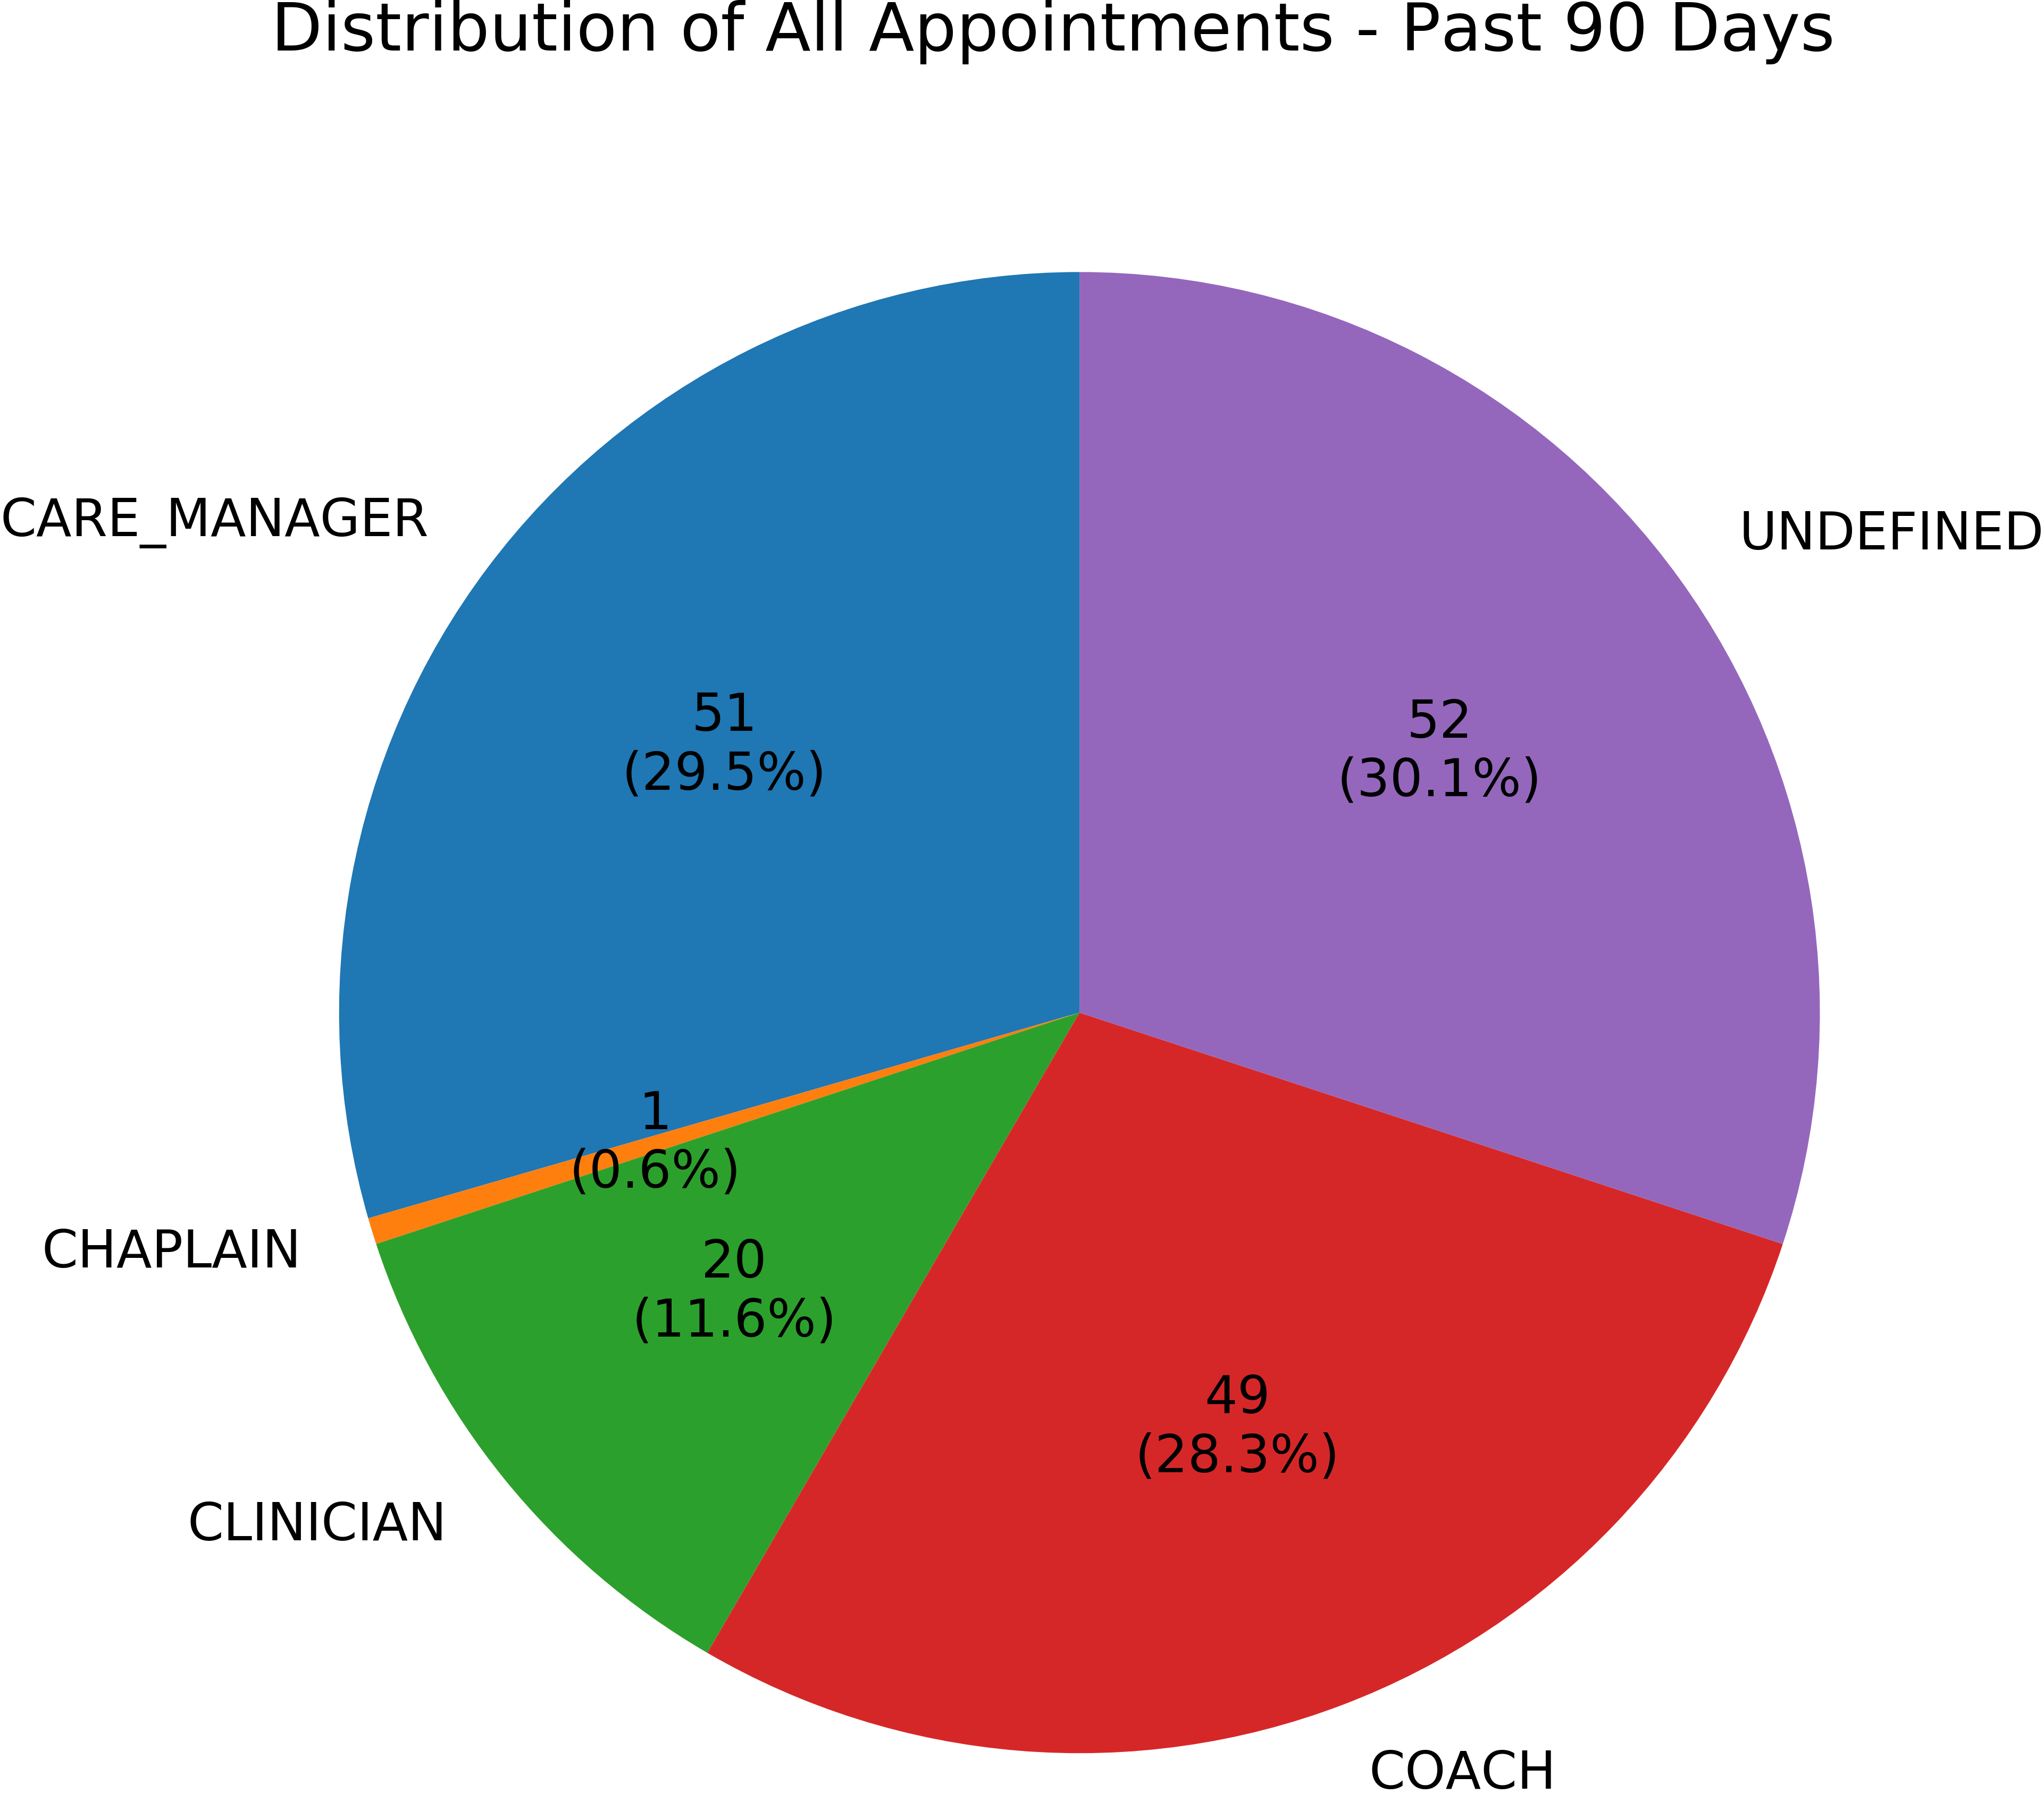 Distribution of All Appointments - Past 90 Days
CARE_MANAGER
UNDEFINED
51
(29.5%)
52
(30.1%)
1
(0.6%)
CHAPLAIN
20
(11.6%)
49
(28.3%)
CLINICIAN
COACH